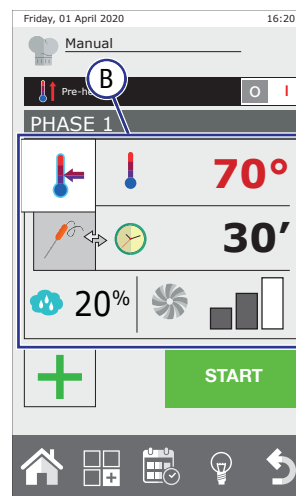 Friday, 01 April 2020 16:20
Manual
B
Pre-he O I
PHASE 1
70°
30’
20%
START